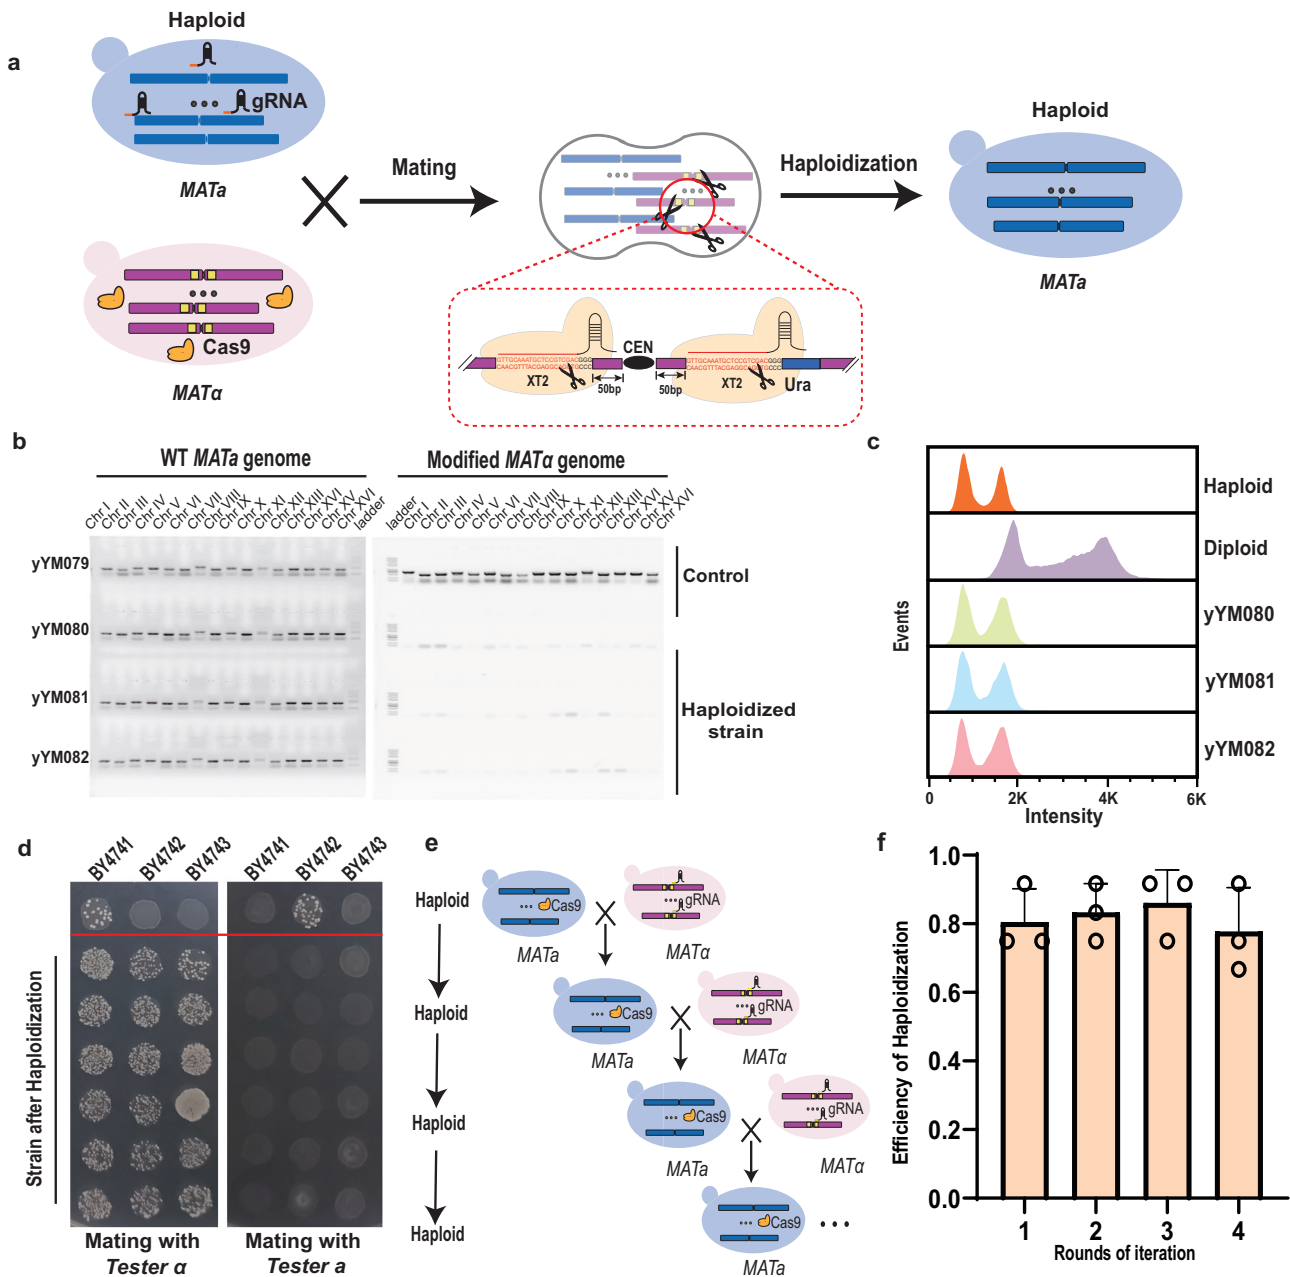 a
Haploid
gRNA
MATa
Cas9
MATα
Mating
Haploidization
Haploid
MATa
CEN
GTTGCAAATGCTCCGTCGACGGG
XT2
50bp
50bp
GTTGCAAATGCTCCGTCGACGGG
XT2
Ura
b
WT MATa genome
Modified MATα genome
Chr I
Chr II
Chr III
Chr IV
Chr V
Chr VI
Chr VII
Chr VIII
Chr IX
Chr X
Chr XI
Chr XII
Chr XIII
Chr XIV
Chr XV
Chr XVI
ladder
ladder
Chr I
Chr II
Chr III
Chr IV
Chr V
Chr VI
Chr VII
Chr VIII
Chr IX
Chr X
Chr XI
Chr XII
Chr XIII
Chr XIV
Chr XV
Chr XVI
yYM079
yYM080
yYM081
yYM082
Control
Haploidized
strain
c
Haploid
Diploid
yYM080
yYM081
yYM082
Events
0
2K
4K
6K
Intensity
d
BY4741
BY4742
BY4743
BY4741
BY4742
BY4743
Strain after Haploidization
Mating with
Tester α
Mating with
Tester a
e
Haploid
Haploid
Haploid
Haploid
Cas9
MATa
gRNA
MATα
Cas9
MATa
gRNA
MATα
Cas9
MATa
gRNA
MATα
Cas9
MATa
f
Efficiency of Haploidization
1.0
0.8
0.6
0.4
0.2
0.0
1
2
3
4
Rounds of iteration